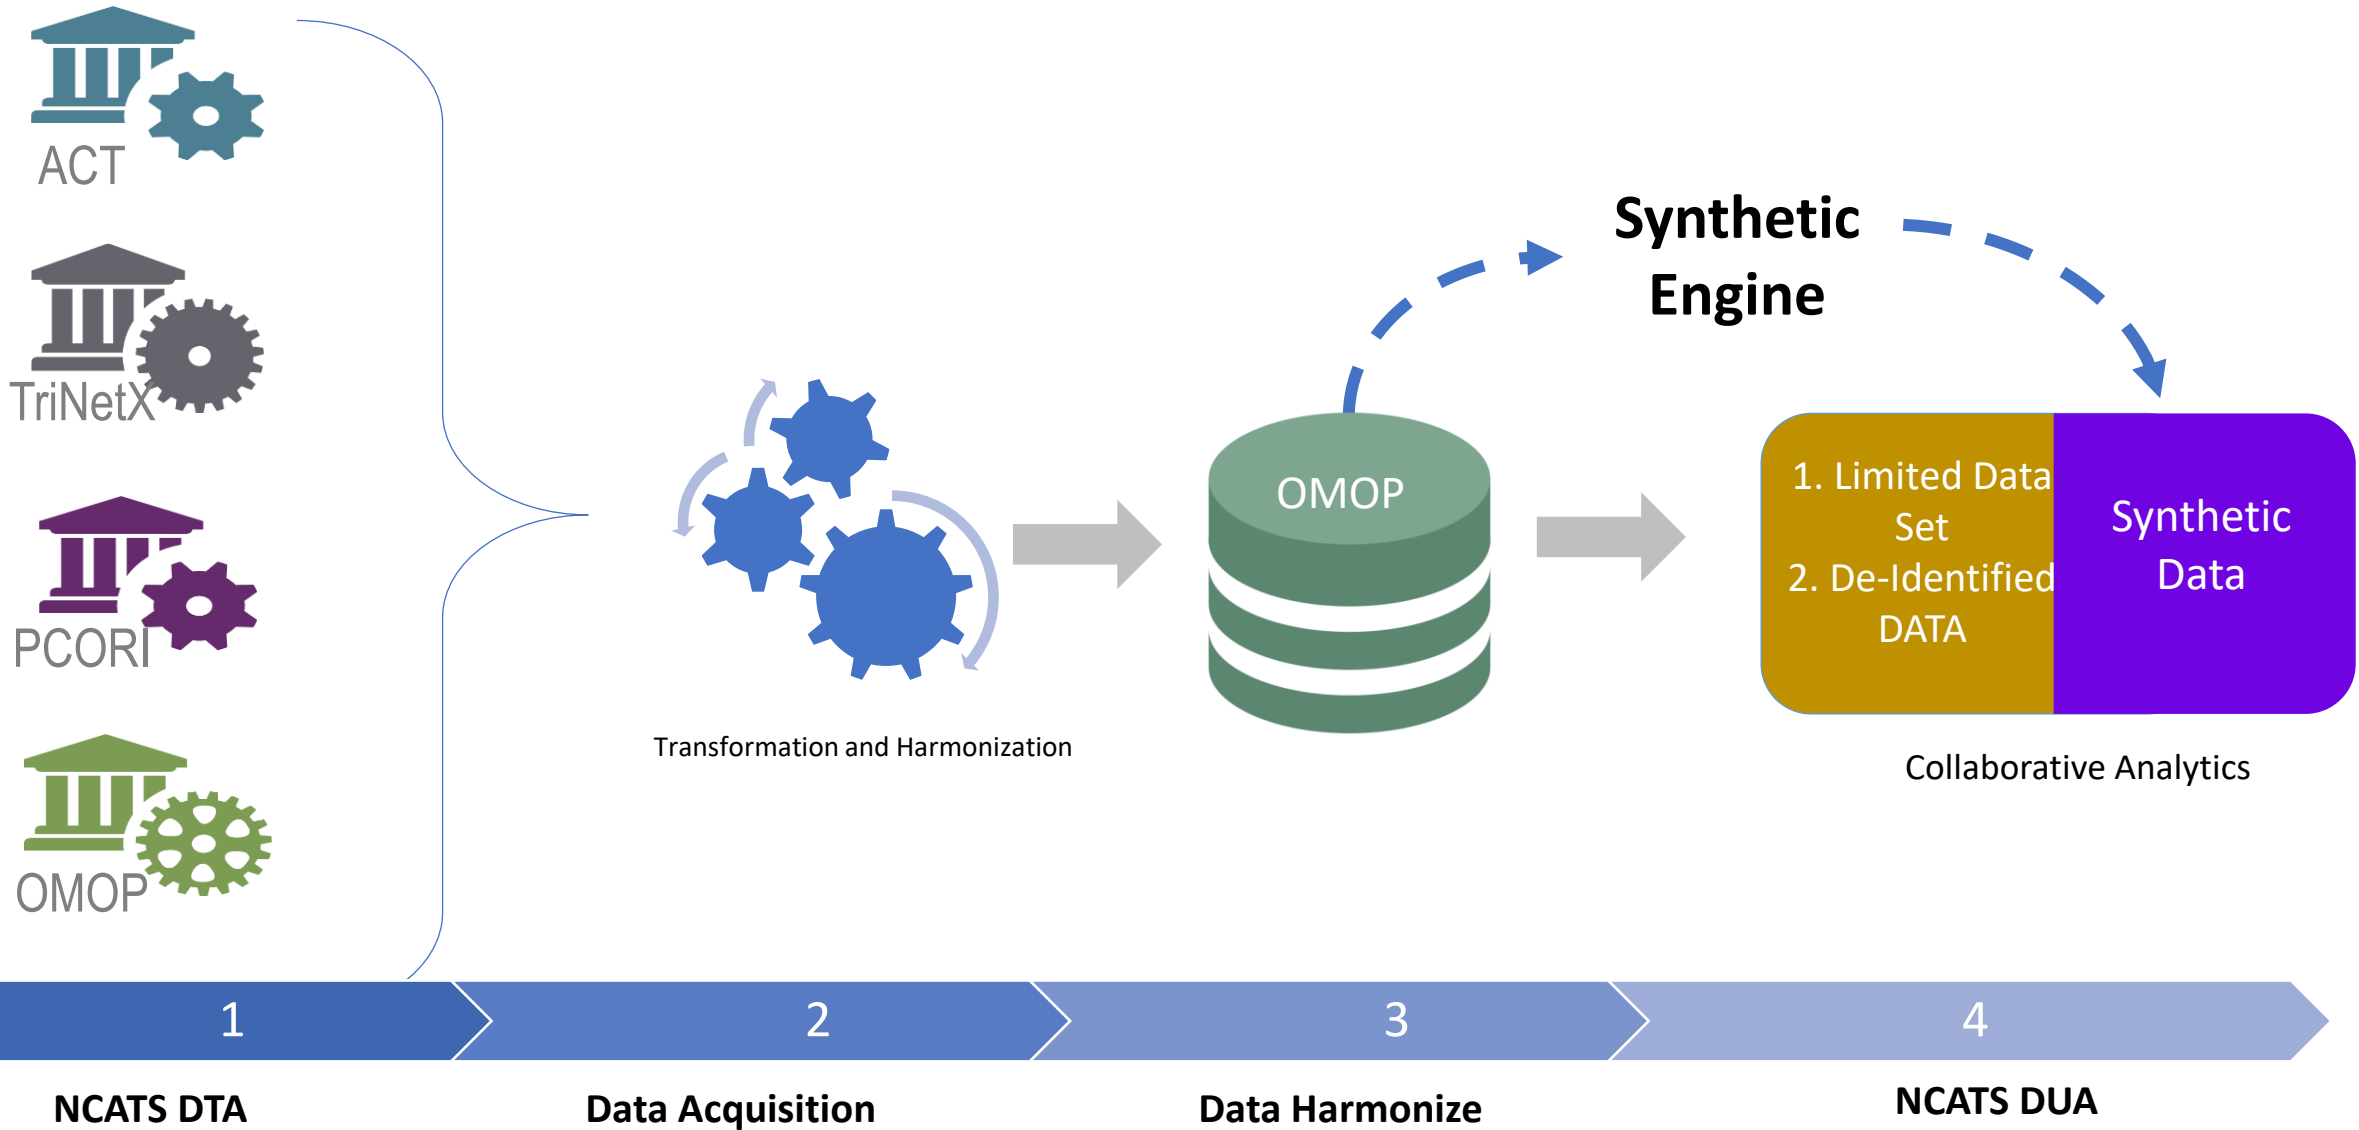 ACT
TriNetX
PCORI
OMOP
Transformation and Harmonization
OMOP
Synthetic
Engine
1. Limited Data
Set
2. De-Identified
DATA
Synthetic
Data
Collaborative Analytics
1
2
3
4
NCATS DTA
Data Acquisition
Data Harmonize
NCATS DUA